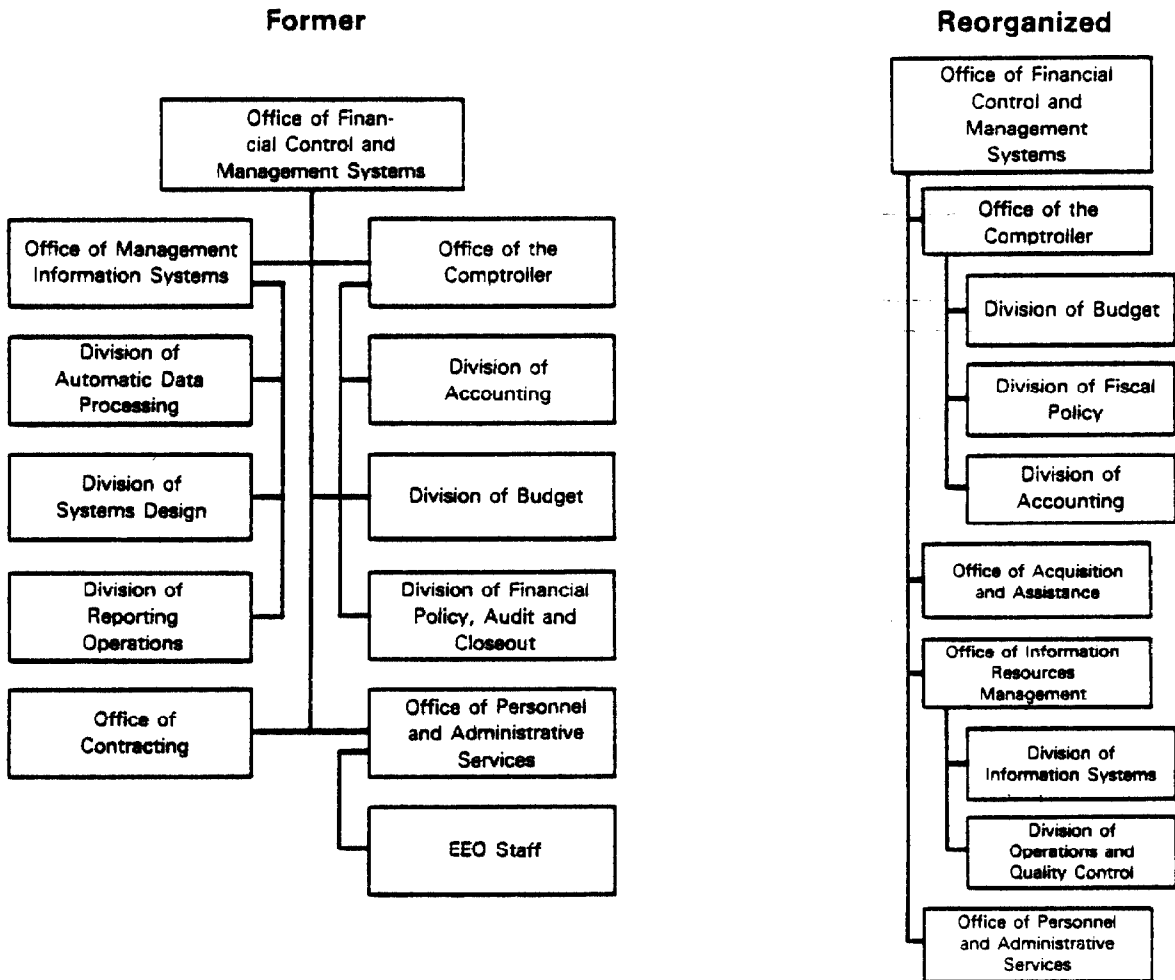 Former
Office of Finan-
cial Control and
Management Systems
Office of Management
Information Systems
Office of the
Comptroller
Division of
Automatic Data
Processing
Division of
Accounting
Division of
Systems Design
Division of Budget
Division of
Reporting
Operations
Division of Financial
Policy, Audit and
Closeout
Office of
Contracting
Office of Personnel
and Administrative
Services
EEO Staff
Reorganized
Office of Financial
Control and
Management
Systems
Office of the
Comptroller
Division of Budget
Division of Fiscal
Policy
Division of
Accounting
Office of Acquisition
and Assistance
Office of Information
Resources
Management
Division of
Information Systems
Division of
Operations and
Quality Control
Office of Personnel
and Administrative
Services